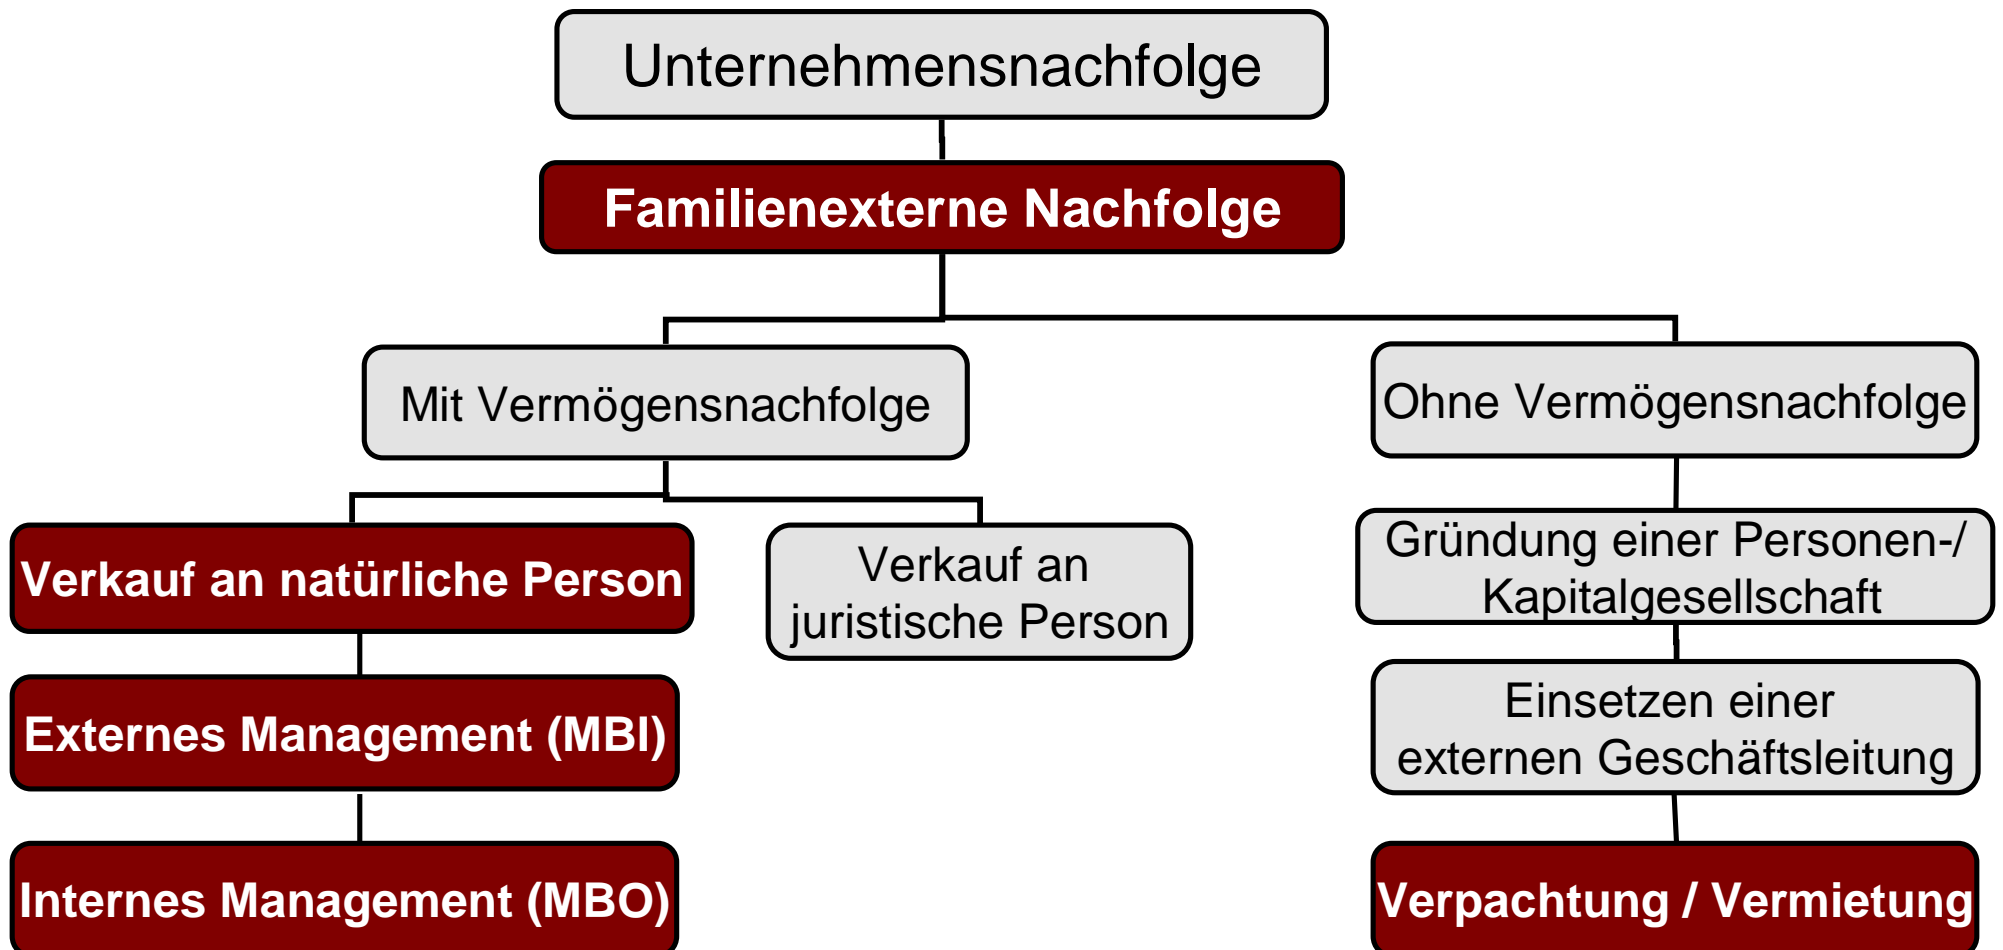 Unternehmensnachfolge
Familienexterne Nachfolge
Mit Vermögensnachfolge
Ohne Vermögensnachfolge
Verkauf an natürliche Person
Verkauf an
juristische Person
Gründung einer Personen-/
Kapitalgesellschaft
Externes Management (MBI)
Einsetzen einer
externen Geschäftsleitung
Internes Management (MBO)
Verpachtung / Vermietung